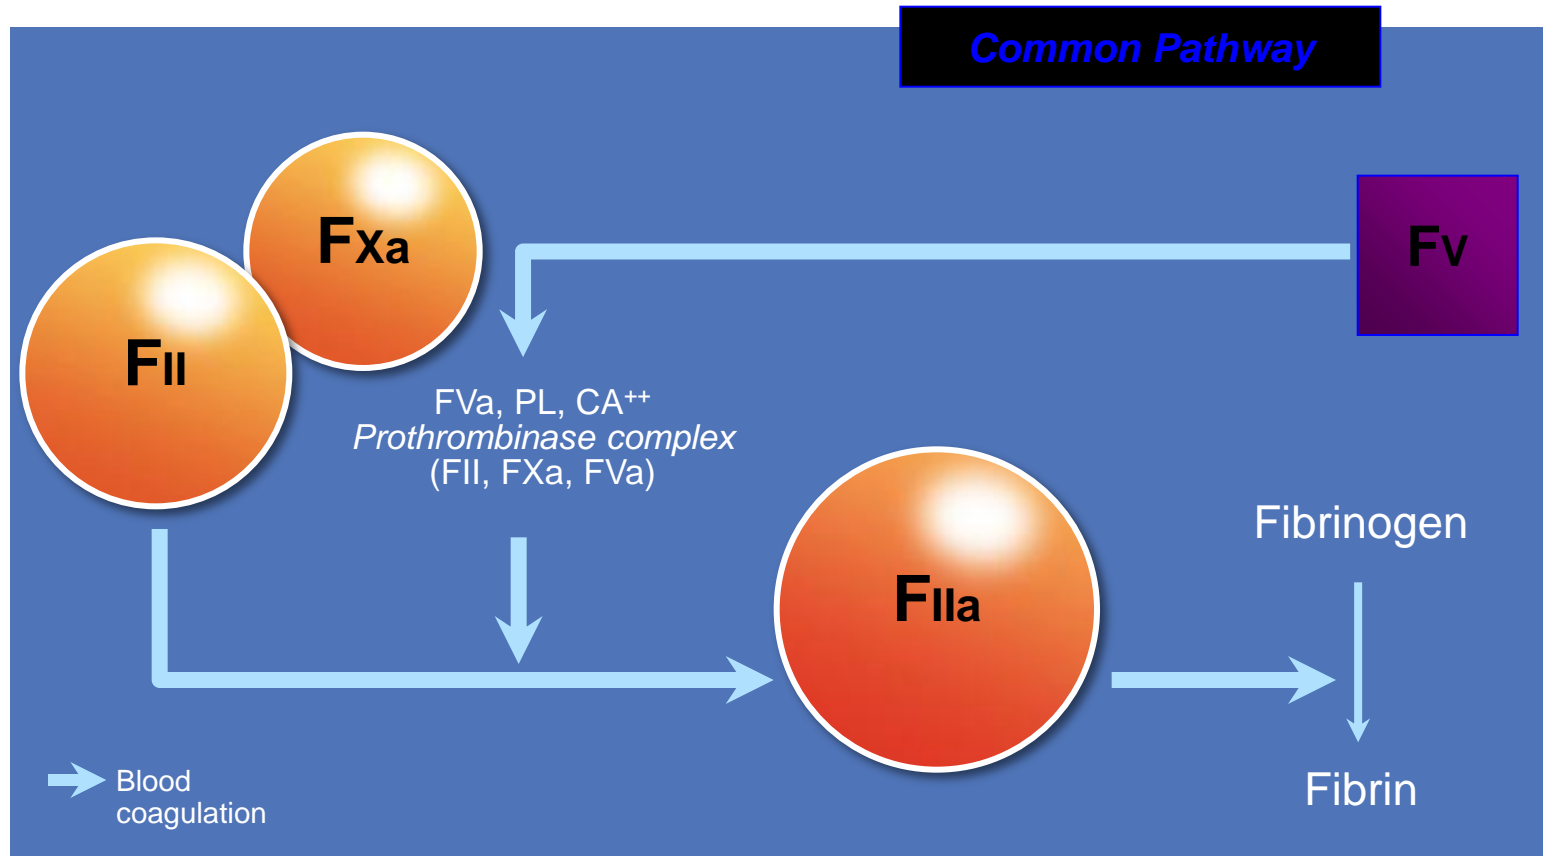 Common Pathway
FXa
FV
FII
FVa, PL, CA⁺⁺
Prothrombinase complex
(FII, FXa, FVa)
Fibrinogen
FIIa
Blood
coagulation
Fibrin